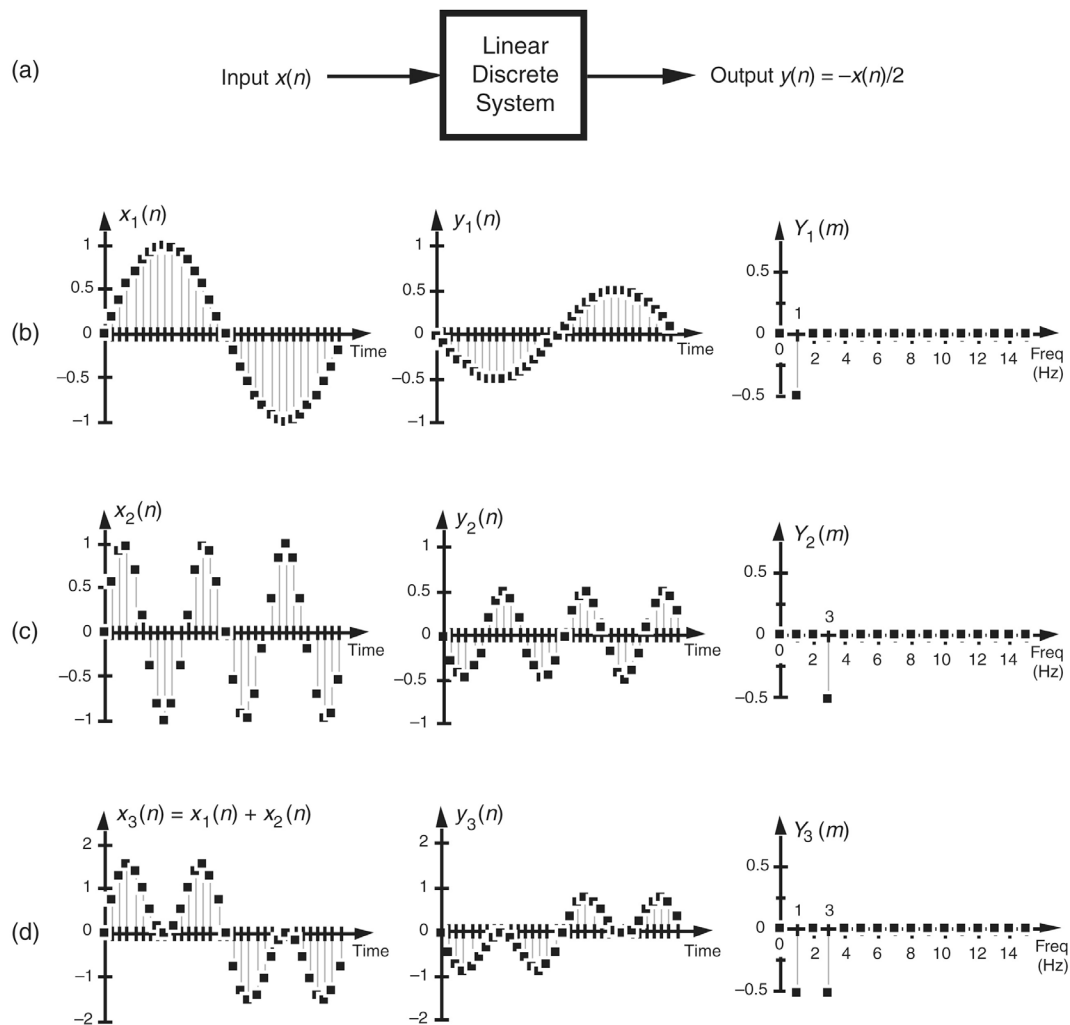 (a)
Input x(n)
Linear
Discrete
System
Output y(n) = –x(n)/2
(b)
x1(n)
1
0.5
0
–0.5
–1
Time
y1(n)
1
0.5
0
–0.5
–1
Time
Y1(m)
0.5
0
–0.5
1
0 2 4 6 8 10 12 14
Freq
(Hz)
(c)
x2(n)
1
0.5
0
–0.5
–1
Time
y2(n)
1
0.5
0
–0.5
–1
Time
Y2(m)
0.5
0
–0.5
3
0 2 4 6 8 10 12 14
Freq
(Hz)
(d)
x3(n) = x1(n) + x2(n)
2
1
0
–1
–2
Time
y3(n)
2
1
0
–1
–2
Time
Y3(m)
0.5
0
–0.5
1 3
0 2 4 6 8 10 12 14
Freq
(Hz)